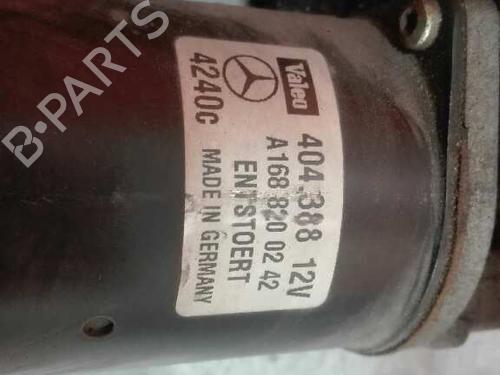 Valeo
404.388 12V
A 168 820 02 42
ENTSTOERT
MADE IN GERMANY
4240C
B-PARTS